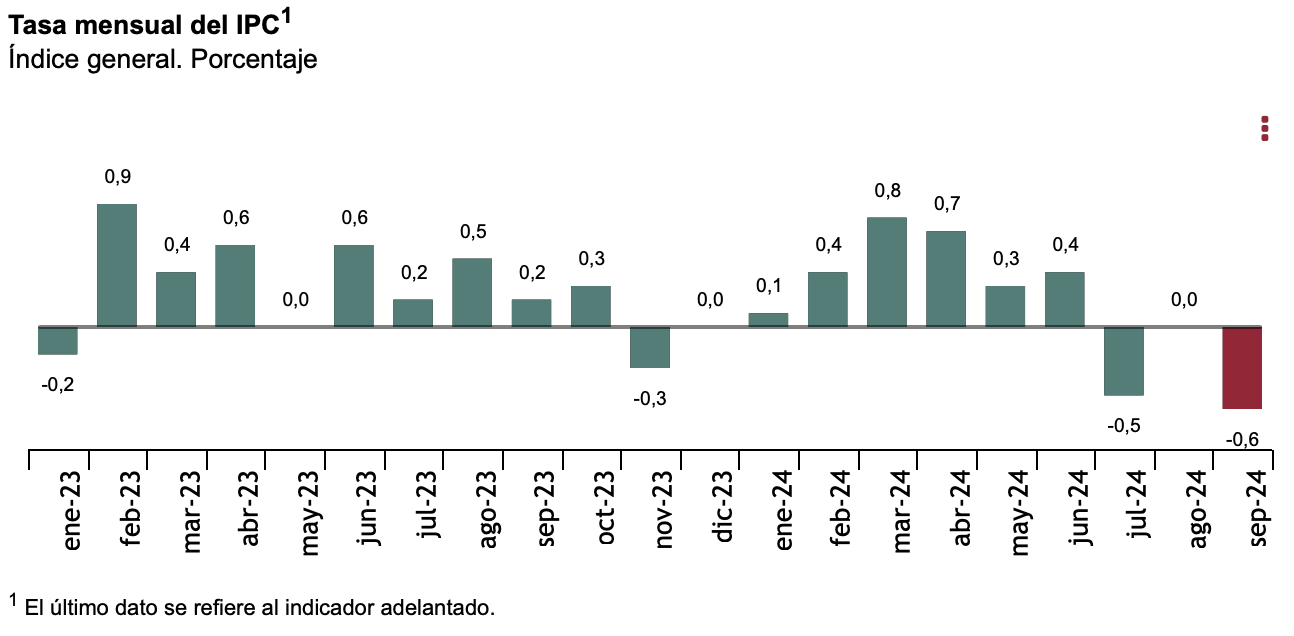 Tasa mensual del IPC1
Índice general. Porcentaje
-0,2
0,9
0,4
0,6
0,0
0,6
0,2
0,5
0,2
0,3
-0,3
0,0
0,1
0,4
0,8
0,7
0,3
0,4
-0,5
0,0
-0,6
ene-23
feb-23
mar-23
abr-23
may-23
jun-23
jul-23
ago-23
sep-23
oct-23
nov-23
dic-23
ene-24
feb-24
mar-24
abr-24
may-24
jun-24
jul-24
ago-24
sep-24
1 El último dato se refiere al indicador adelantado.